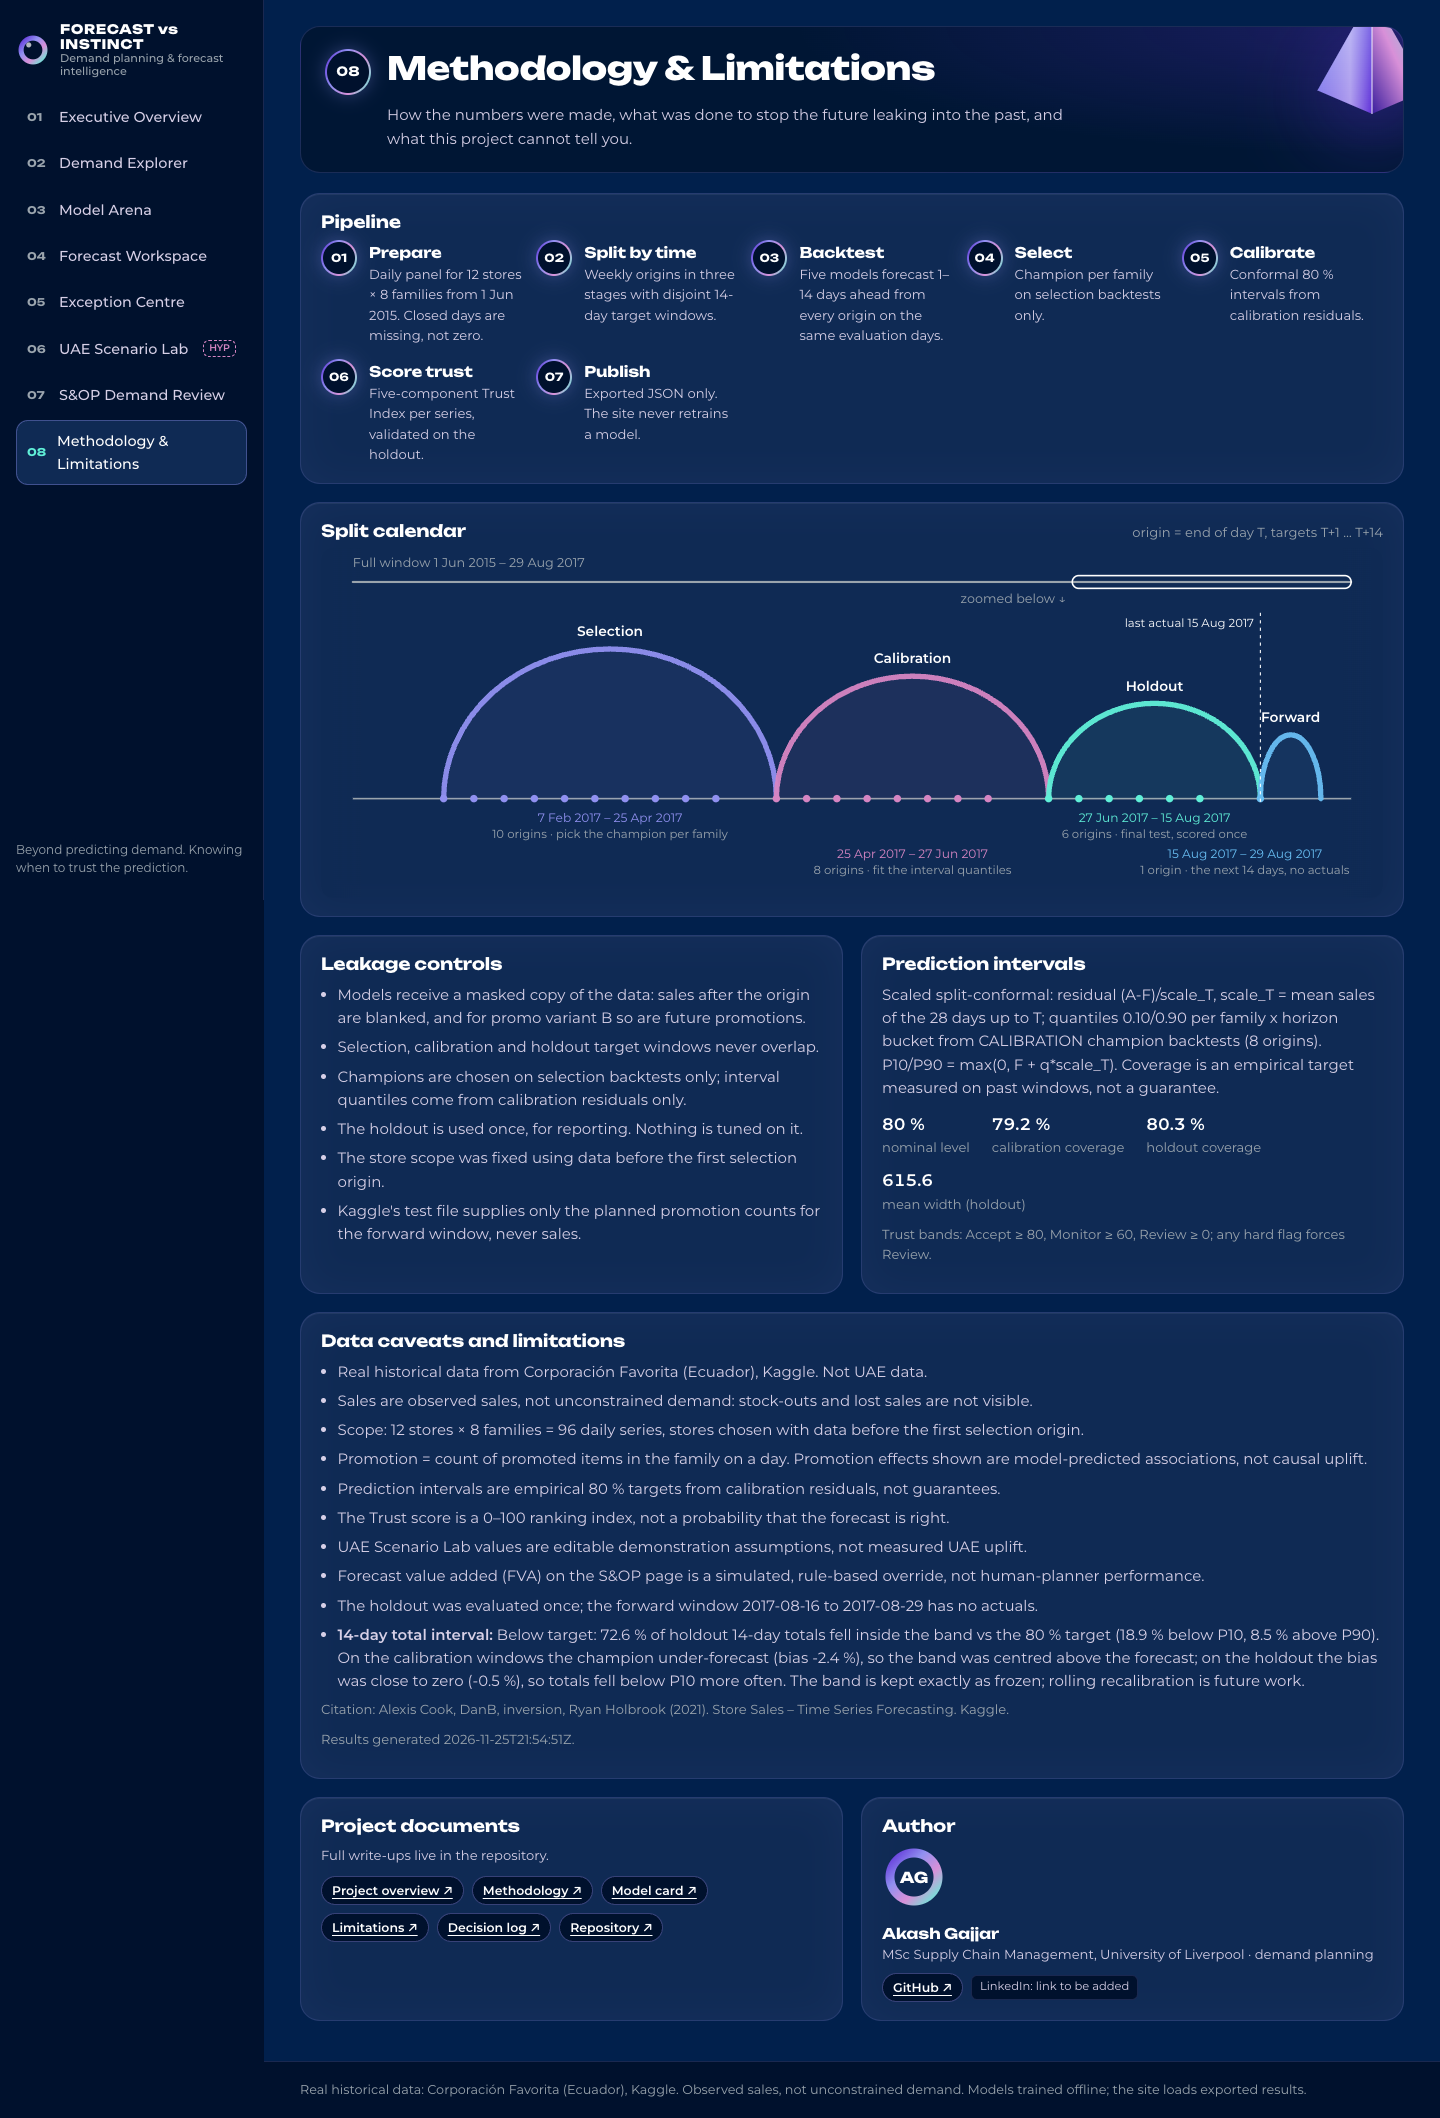 FORECAST vs
INSTINCT
Demand planning & forecast
intelligence
01 Executive Overview
02 Demand Explorer
03 Model Arena
04 Forecast Workspace
05 Exception Centre
06 UAE Scenario Lab HYP
07 S&OP Demand Review
08 Methodology &
Limitations
Beyond predicting demand. Knowing
when to trust the prediction.
08 Methodology & Limitations
How the numbers were made, what was done to stop the future leaking into the past, and
what this project cannot tell you.
Pipeline
01 Prepare
Daily panel for 12 stores
× 8 families from 1 Jun
2015. Closed days are
missing, not zero.
02 Split by time
Weekly origins in three
stages with disjoint 14-
day target windows.
03 Backtest
Five models forecast 1–
14 days ahead from
every origin on the
same evaluation days.
04 Select
Champion per family
on selection backtests
only.
05 Calibrate
Conformal 80 %
intervals from
calibration residuals.
06 Score trust
Five-component Trust
Index per series,
validated on the
holdout.
07 Publish
Exported JSON only.
The site never retrains
a model.
Split calendar
origin = end of day T, targets T+1 … T+14
Full window 1 Jun 2015 – 29 Aug 2017
zoomed below ↓
last actual 15 Aug 2017
Selection
Calibration
Holdout
Forward
7 Feb 2017 – 25 Apr 2017
10 origins · pick the champion per family
25 Apr 2017 – 27 Jun 2017
8 origins · fit the interval quantiles
27 Jun 2017 – 15 Aug 2017
6 origins · final test, scored once
15 Aug 2017 – 29 Aug 2017
1 origin · the next 14 days, no actuals
Leakage controls
• Models receive a masked copy of the data: sales after the origin
are blanked, and for promo variant B so are future promotions.
• Selection, calibration and holdout target windows never overlap.
• Champions are chosen on selection backtests only; interval
quantiles come from calibration residuals only.
• The holdout is used once, for reporting. Nothing is tuned on it.
• The store scope was fixed using data before the first selection
origin.
• Kaggle's test file supplies only the planned promotion counts for
the forward window, never sales.
Prediction intervals
Scaled split-conformal: residual (A-F)/scale_T, scale_T = mean sales
of the 28 days up to T; quantiles 0.10/0.90 per family x horizon
bucket from CALIBRATION champion backtests (8 origins).
P10/P90 = max(0, F + q*scale_T). Coverage is an empirical target
measured on past windows, not a guarantee.
80 %
nominal level
79.2 %
calibration coverage
80.3 %
holdout coverage
615.6
mean width (holdout)
Trust bands: Accept ≥ 80, Monitor ≥ 60, Review ≥ 0; any hard flag forces
Review.
Data caveats and limitations
• Real historical data from Corporación Favorita (Ecuador), Kaggle. Not UAE data.
• Sales are observed sales, not unconstrained demand: stock-outs and lost sales are not visible.
• Scope: 12 stores × 8 families = 96 daily series, stores chosen with data before the first selection origin.
• Promotion = count of promoted items in the family on a day. Promotion effects shown are model-predicted associations, not causal uplift.
• Prediction intervals are empirical 80 % targets from calibration residuals, not guarantees.
• The Trust score is a 0–100 ranking index, not a probability that the forecast is right.
• UAE Scenario Lab values are editable demonstration assumptions, not measured UAE uplift.
• Forecast value added (FVA) on the S&OP page is a simulated, rule-based override, not human-planner performance.
• The holdout was evaluated once; the forward window 2017-08-16 to 2017-08-29 has no actuals.
• 14-day total interval: Below target: 72.6 % of holdout 14-day totals fell inside the band vs the 80 % target (18.9 % below P10, 8.5 % above P90).
On the calibration windows the champion under-forecast (bias -2.4 %), so the band was centred above the forecast; on the holdout the bias
was close to zero (-0.5 %), so totals fell below P10 more often. The band is kept exactly as frozen; rolling recalibration is future work.
Citation: Alexis Cook, DanB, inversion, Ryan Holbrook (2021). Store Sales – Time Series Forecasting. Kaggle.
Results generated 2026-11-25T21:54:51Z.
Project documents
Full write-ups live in the repository.
Project overview ↗ Methodology ↗ Model card ↗
Limitations ↗ Decision log ↗ Repository ↗
Author
AG
Akash Gajjar
MSc Supply Chain Management, University of Liverpool · demand planning
GitHub ↗ LinkedIn: link to be added
Real historical data: Corporación Favorita (Ecuador), Kaggle. Observed sales, not unconstrained demand. Models trained offline; the site loads exported results.